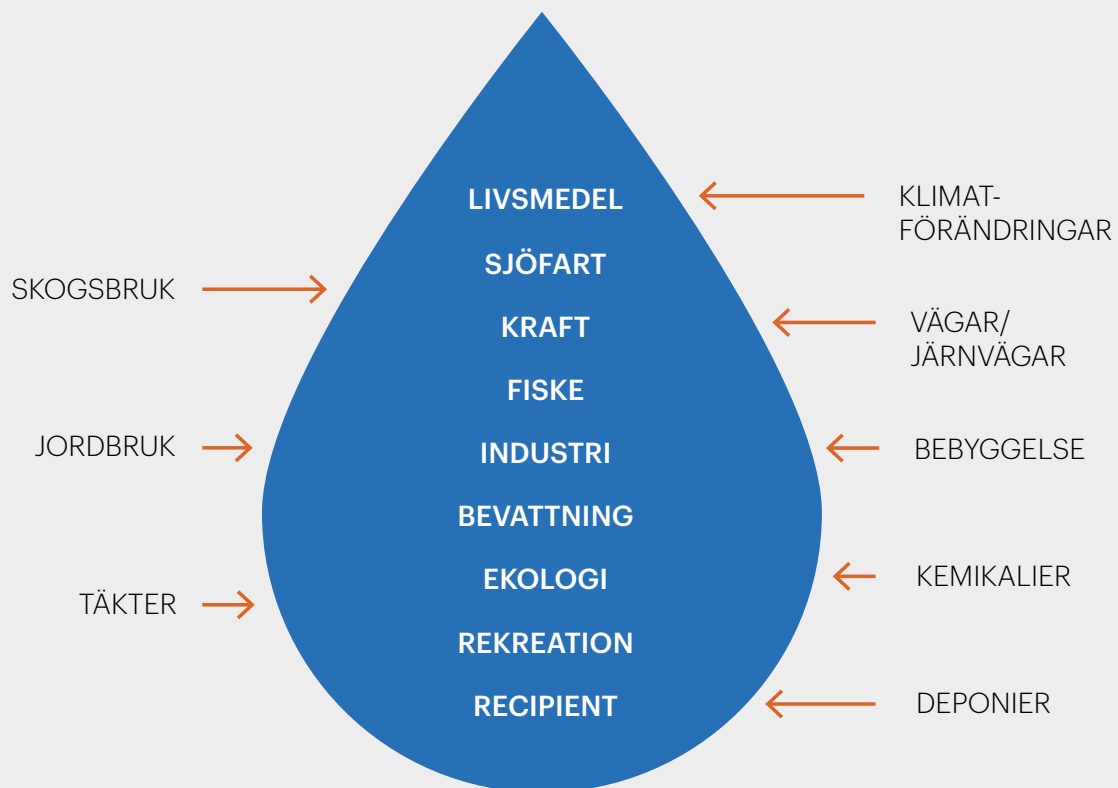 LIVSMEDEL
SJÖFART
KRAFT
FISKE
INDUSTRI
BEVATTNING
EKOLOGI
REKREATION
RECIPIENT
SKOGSBRUK
JORDBRUK
TÄKTER
KLIMAT-
FÖRÄNDRINGAR
VÄGAR/
JÄRNVÄGAR
BEBYGGELSE
KEMIKALIER
DEPONIER